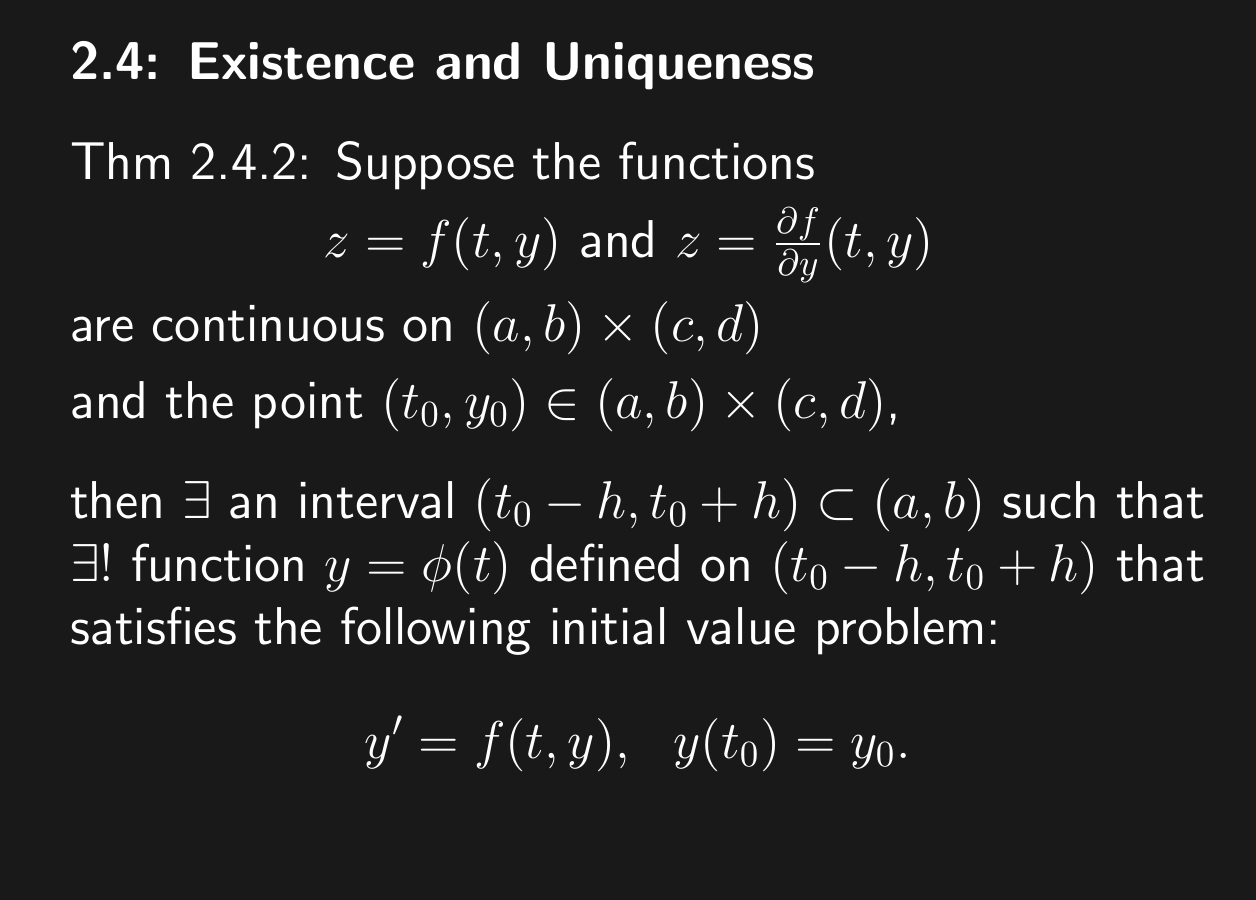 2.4: Existence and Uniqueness
Thm 2.4.2: Suppose the functions
z = f(t, y) and z = ∂f/∂y(t, y)
are continuous on (a, b) × (c, d)
and the point (t₀, y₀) ∈ (a, b) × (c, d),
then ∃ an interval (t₀ − h, t₀ + h) ⊂ (a, b) such that
∃! function y = ϕ(t) defined on (t₀ − h, t₀ + h) that
satisfies the following initial value problem:
y′ = f(t, y), y(t₀) = y₀.